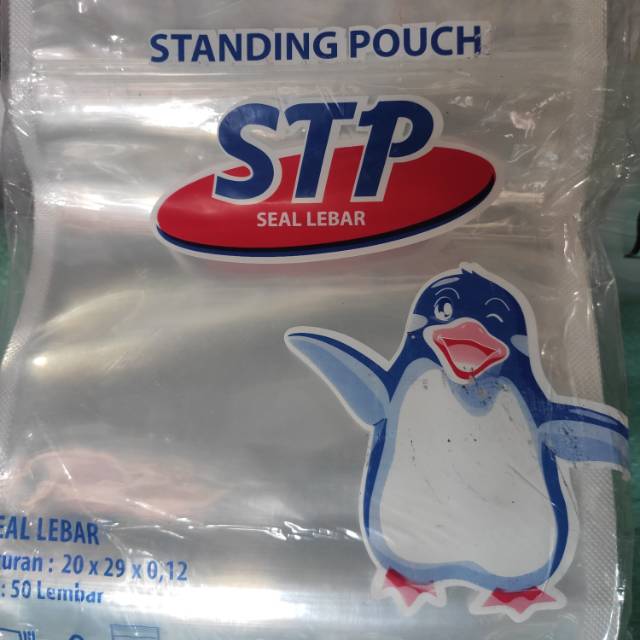 STANDING POUCH
STP
SEAL LEBAR
EAL LEBAR
uran : 20 x 29 x 0,12
: 50 Lembar